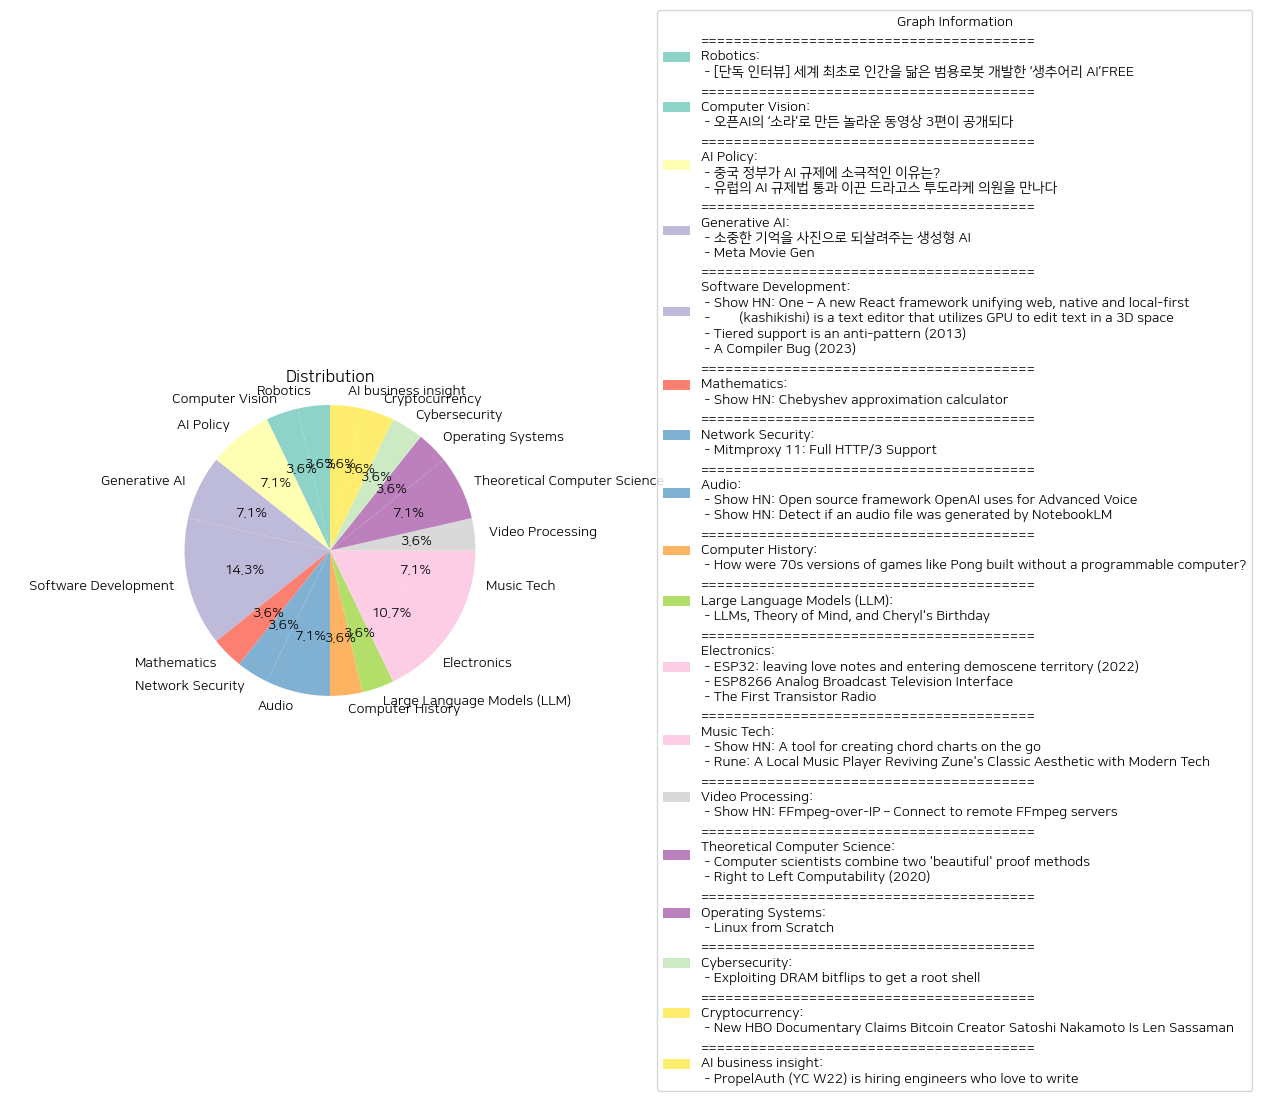 Distribution
Robotics
Computer Vision
AI Policy
Generative AI
Software Development
Mathematics
Network Security
Audio
Computer History
Large Language Models (LLM)
Electronics
Music Tech
Video Processing
Theoretical Computer Science
Operating Systems
Cybersecurity
Cryptocurrency
AI business insight
3.6%
3.6%
7.1%
7.1%
14.3%
3.6%
3.6%
7.1%
3.6%
3.6%
10.7%
7.1%
3.6%
7.1%
3.6%
3.6%
3.6%
3.6%
Graph Information
========================================
Robotics:
- [단독 인터뷰] 세계 최초로 인간을 닮은 범용로봇 개발한 ‘생추어리 AI’FREE
========================================
Computer Vision:
- 오픈AI의 ‘소라’로 만든 놀라운 동영상 3편이 공개되다
========================================
AI Policy:
- 중국 정부가 AI 규제에 소극적인 이유는?
- 유럽의 AI 규제법 통과 이끈 드라고스 투도라케 의원을 만나다
========================================
Generative AI:
- 소중한 기억을 사진으로 되살려주는 생성형 AI
- Meta Movie Gen
========================================
Software Development:
- Show HN: One – A new React framework unifying web, native and local-first
- (kashikishi) is a text editor that utilizes GPU to edit text in a 3D space
- Tiered support is an anti-pattern (2013)
- A Compiler Bug (2023)
========================================
Mathematics:
- Show HN: Chebyshev approximation calculator
========================================
Network Security:
- Mitmproxy 11: Full HTTP/3 Support
========================================
Audio:
- Show HN: Open source framework OpenAI uses for Advanced Voice
- Show HN: Detect if an audio file was generated by NotebookLM
========================================
Computer History:
- How were 70s versions of games like Pong built without a programmable computer?
========================================
Large Language Models (LLM):
- LLMs, Theory of Mind, and Cheryl's Birthday
========================================
Electronics:
- ESP32: leaving love notes and entering demoscene territory (2022)
- ESP8266 Analog Broadcast Television Interface
- The First Transistor Radio
========================================
Music Tech:
- Show HN: A tool for creating chord charts on the go
- Rune: A Local Music Player Reviving Zune's Classic Aesthetic with Modern Tech
========================================
Video Processing:
- Show HN: FFmpeg-over-IP – Connect to remote FFmpeg servers
========================================
Theoretical Computer Science:
- Computer scientists combine two 'beautiful' proof methods
- Right to Left Computability (2020)
========================================
Operating Systems:
- Linux from Scratch
========================================
Cybersecurity:
- Exploiting DRAM bitflips to get a root shell
========================================
Cryptocurrency:
- New HBO Documentary Claims Bitcoin Creator Satoshi Nakamoto Is Len Sassaman
========================================
AI business insight:
- PropelAuth (YC W22) is hiring engineers who love to write